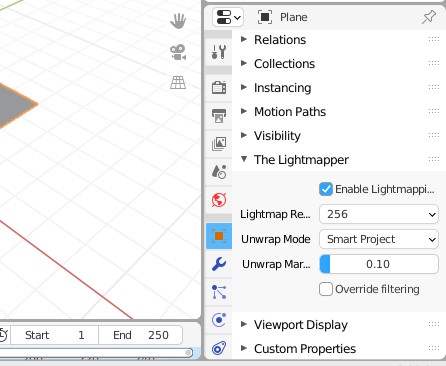 Plane
Relations
Collections
Instancing
Motion Paths
Visibility
The Lightmapper
Enable Lightmappi...
Lightmap Re... 256
Unwrap Mode Smart Project
Unwrap Mar... 0.10
Override filtering
Viewport Display
Custom Properties
Start 1 End 250